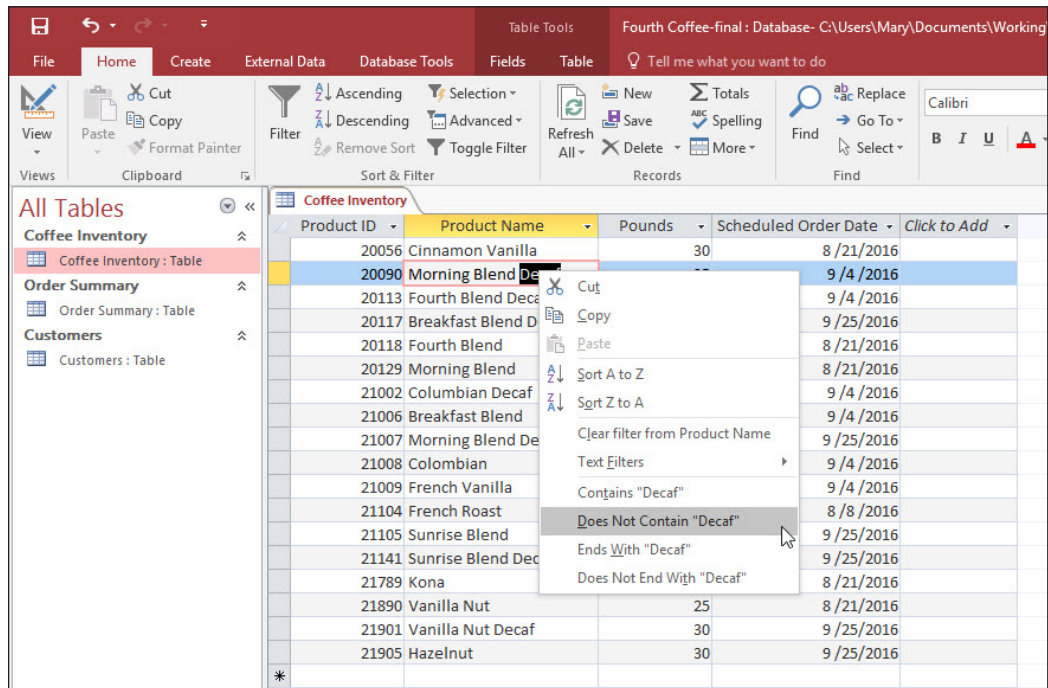 Table Tools Fourth Coffee-final : Database- C:\Users\Mary\Documents\Working
File Home Create External Data Database Tools Fields Table Tell me what you want to do
View
Views
Paste
Cut
Copy
Format Painter
Clipboard
Filter
Ascending
Descending
Remove Sort
Selection
Advanced
Toggle Filter
Sort & Filter
Refresh All
New
Save
Delete
Totals
Spelling
More
Records
Find
Replace
Go To
Select
Find
Calibri
B I U A
All Tables
Coffee Inventory
Coffee Inventory : Table
Order Summary
Order Summary : Table
Customers
Customers : Table
Coffee Inventory
Product ID Product Name Pounds Scheduled Order Date Click to Add
20056 Cinnamon Vanilla 30 8 /21/2016
20090 Morning Blend 9 /4 /2016
20113 Fourth Blend 9 /4 /2016
20117 Breakfast Blend 9 /25/2016
20118 Fourth Blend 8 /21/2016
20129 Morning Blend 8 /21/2016
21002 Columbian Decaf 9 /4 /2016
21006 Breakfast Blend 9 /4 /2016
21007 Morning Blend 9 /25/2016
21008 Colombian 9 /4 /2016
21009 French Vanilla 9 /4 /2016
21104 French Roast 8 /8 /2016
21105 Sunrise Blend 9 /25/2016
21141 Sunrise Blend 9 /25/2016
21789 Kona 8 /21/2016
21890 Vanilla Nut 25 8 /21/2016
21901 Vanilla Nut Decaf 30 9 /25/2016
21905 Hazelnut 30 9 /25/2016
Cut
Copy
Paste
Sort A to Z
Sort Z to A
Clear filter from Product Name
Text Filters
Contains "Decaf"
Does Not Contain "Decaf"
Ends With "Decaf"
Does Not End With "Decaf"